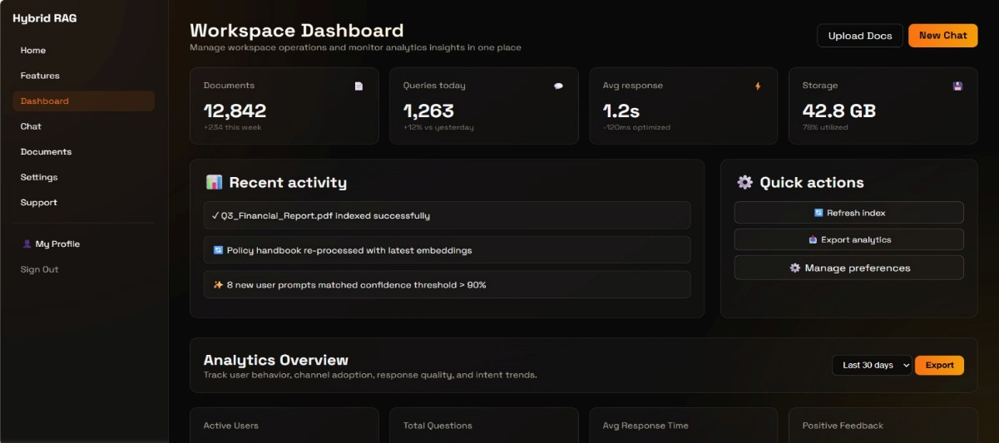 Hybrid RAG
Home
Features
Dashboard
Chat
Documents
Settings
Support
My Profile
Sign Out
Workspace Dashboard
Manage workspace operations and monitor analytics insights in one place
Upload Docs
New Chat
Documents
12,842
+234 this week
Queries today
1,263
+12% vs yesterday
Avg response
1.2s
-120ms optimized
Storage
42.8 GB
78% utilized
Recent activity
✓ Q3_Financial_Report.pdf indexed successfully
Policy handbook re-processed with latest embeddings
8 new user prompts matched confidence threshold > 90%
Quick actions
Refresh index
Export analytics
Manage preferences
Analytics Overview
Track user behavior, channel adoption, response quality, and intent trends.
Last 30 days
Export
Active Users
Total Questions
Avg Response Time
Positive Feedback